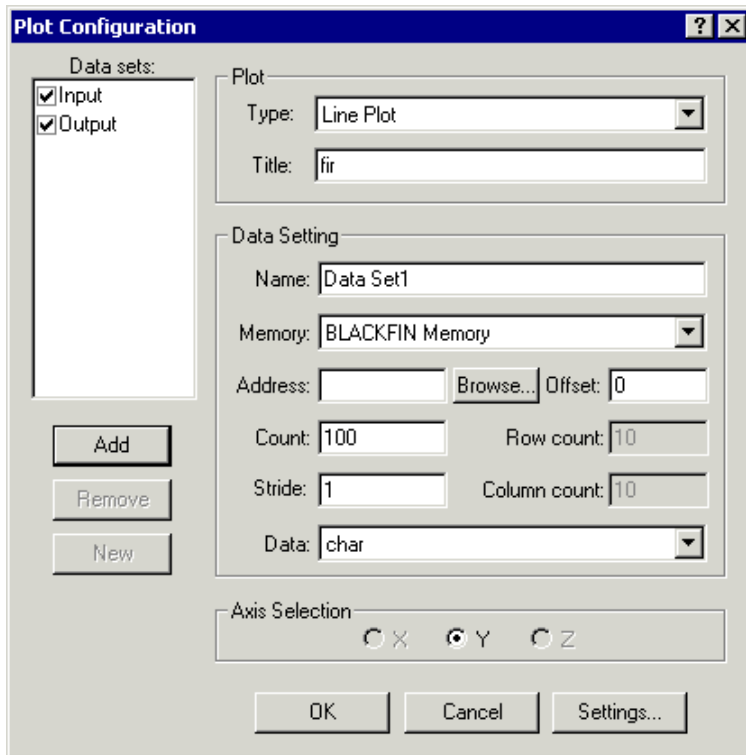 Plot Configuration
Data sets:
Input
Output
Add
Remove
New
Plot
Type: Line Plot
Title: fir
Data Setting
Name: Data Set1
Memory: BLACKFIN Memory
Address: Browse... Offset: 0
Count: 100 Row count: 10
Stride: 1 Column count: 10
Data: char
Axis Selection
X Y Z
OK Cancel Settings...